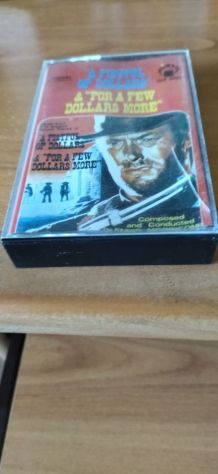 A FISTFUL
OF DOLLARS
& "FOR A FEW
DOLLARS MORE"
A FISTFUL
OF DOLLARS
& "FOR A FEW
DOLLARS MORE"
Composed
and Conducted